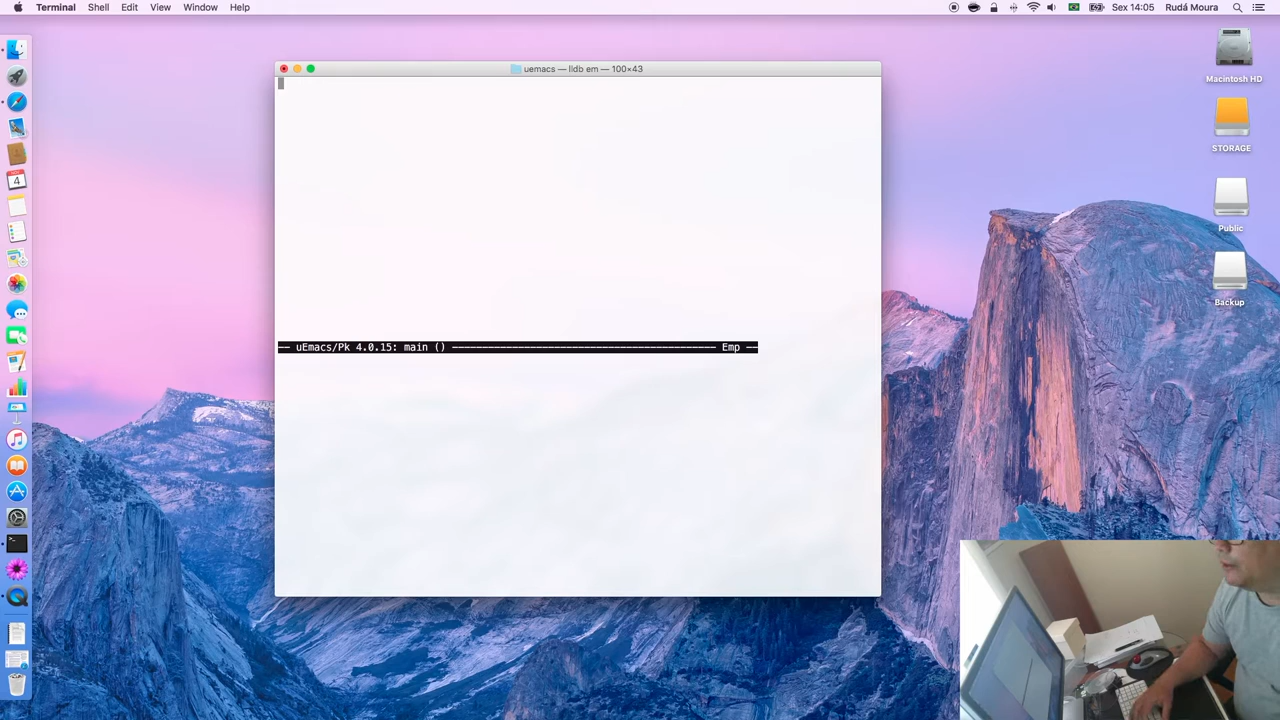 Terminal Shell Edit View Window Help Sex 14:05 Rudá Moura
uemacs — lldb em — 100×43
-- uEmacs/Pk 4.0.15: main () -------------------------------------------- Emp --
Macintosh HD
STORAGE
Public
Backup
4